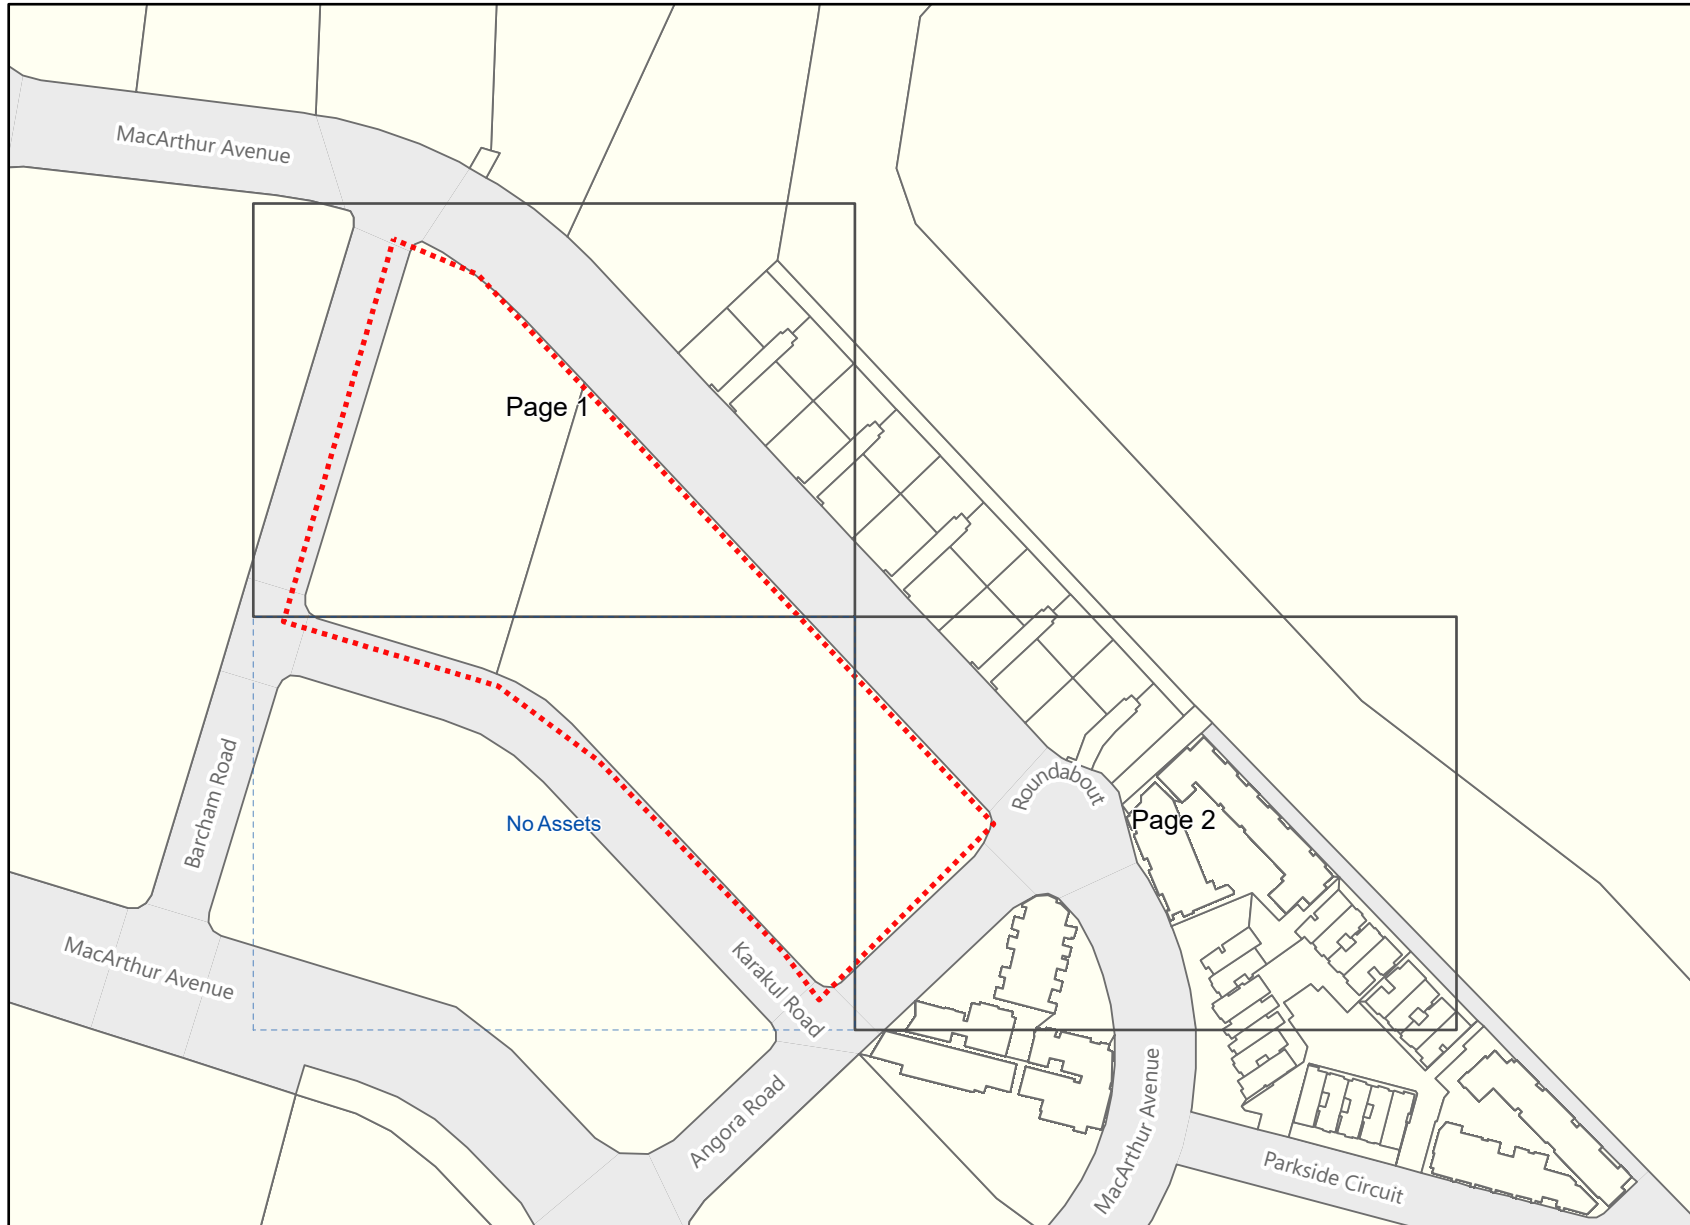 MacArthur Avenue
Page 1
Roundabout
Page 2
Barcham Road
No Assets
MacArthur Avenue
Karakul Road
Angora Road
MacArthur Avenue
Parkside Circuit